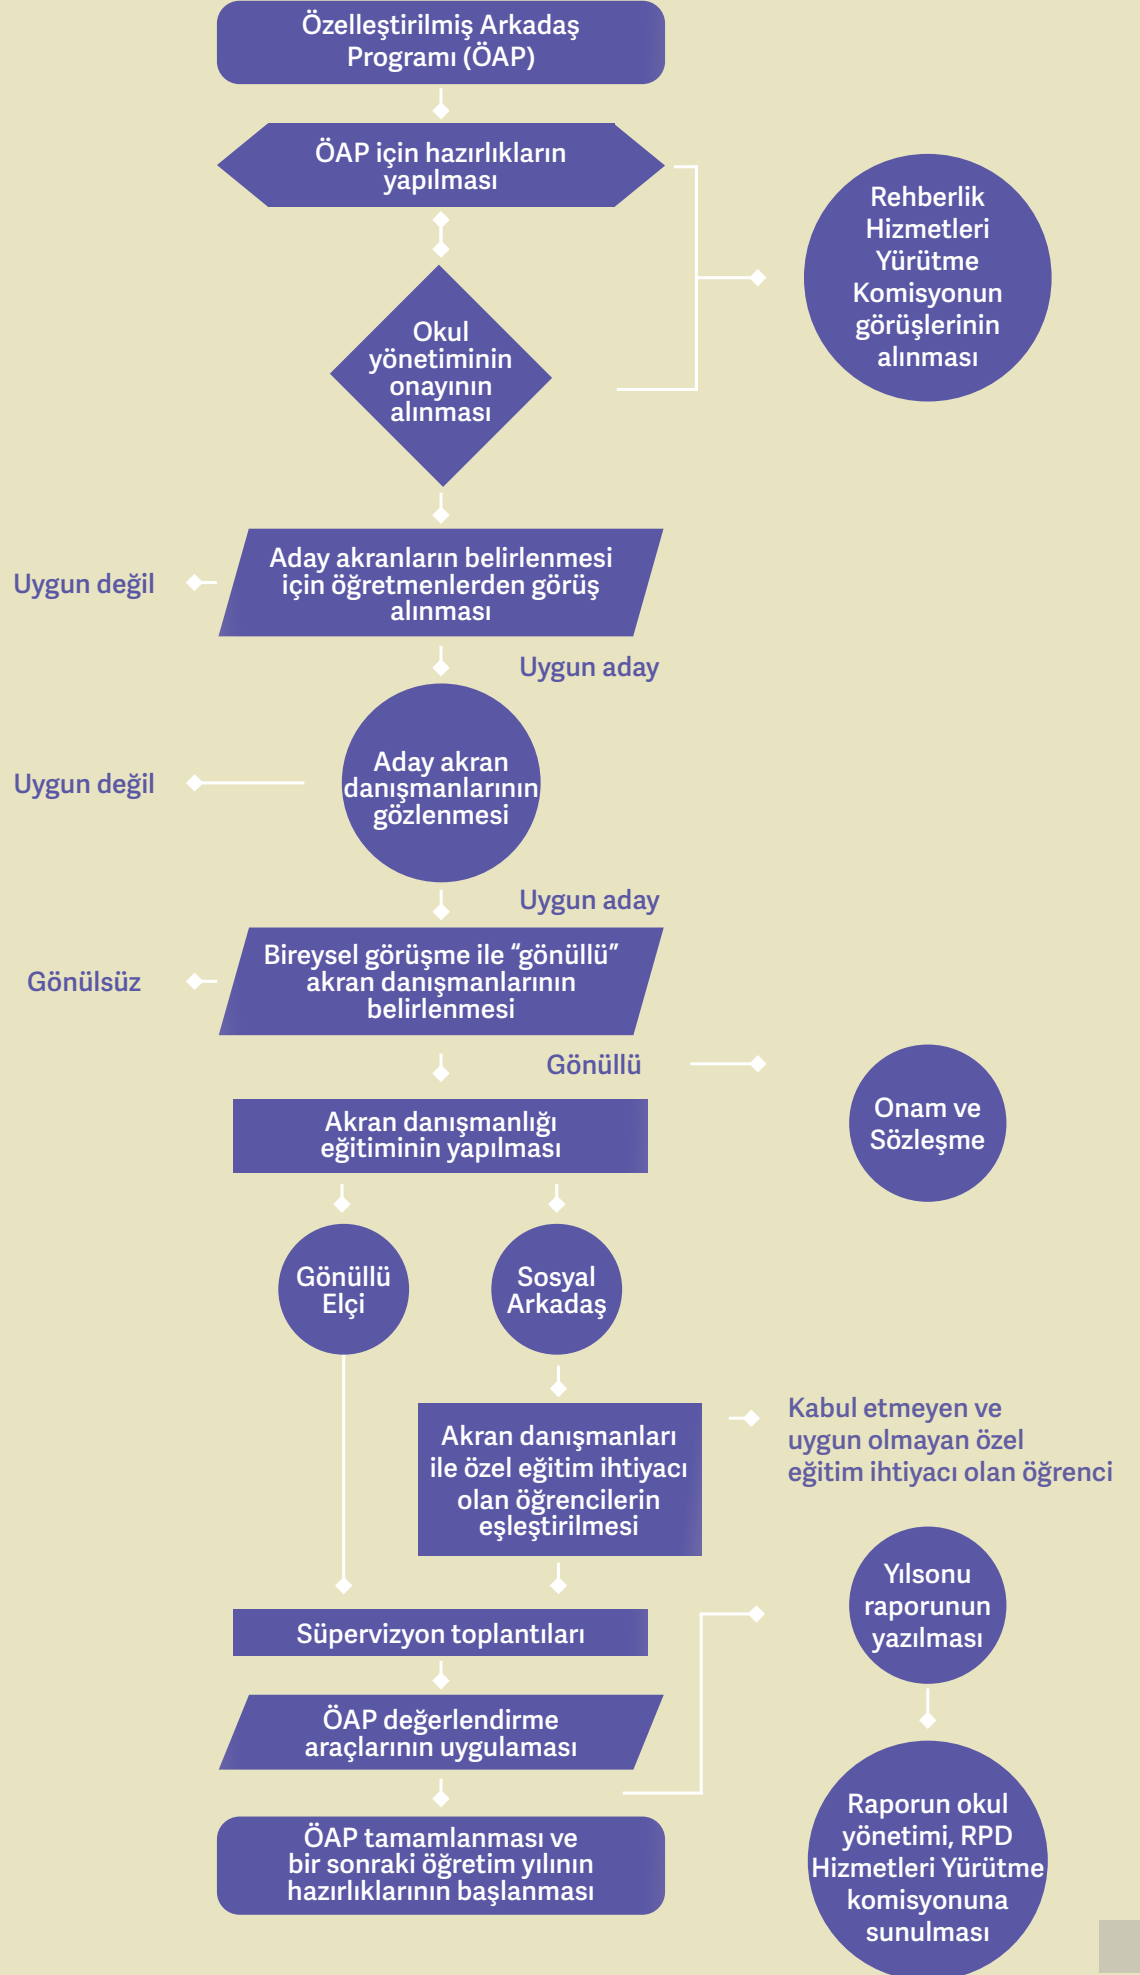 Özelleştirilmiş Arkadaş
Programı (ÖAP)
ÖAP için hazırlıkların
yapılması
Rehberlik
Hizmetleri
Yürütme
Komisyonun
görüşlerinin
alınması
Okul
yönetiminin
onayının
alınması
Aday akranların belirlenmesi
için öğretmenlerden görüş
alınması
Uygun değil
Uygun aday
Aday akran
danışmanlarının
gözlenmesi
Uygun değil
Uygun aday
Bireysel görüşme ile “gönüllü”
akran danışmanlarının
belirlenmesi
Gönülsüz
Gönüllü
Onam ve
Sözleşme
Akran danışmanlığı
eğitiminin yapılması
Gönüllü
Elçi
Sosyal
Arkadaş
Akran danışmanları
ile özel eğitim ihtiyacı
olan öğrencilerin
eşleştirilmesi
Kabul etmeyen ve
uygun olmayan özel
eğitim ihtiyacı olan öğrenci
Süpervizyon toplantıları
Yılsonu
raporunun
yazılması
ÖAP değerlendirme
araçlarının uygulaması
ÖAP tamamlanması ve
bir sonraki öğretim yılının
hazırlıklarının başlanması
Raporun okul
yönetimi, RPD
Hizmetleri Yürütme
komisyonuna
sunulması